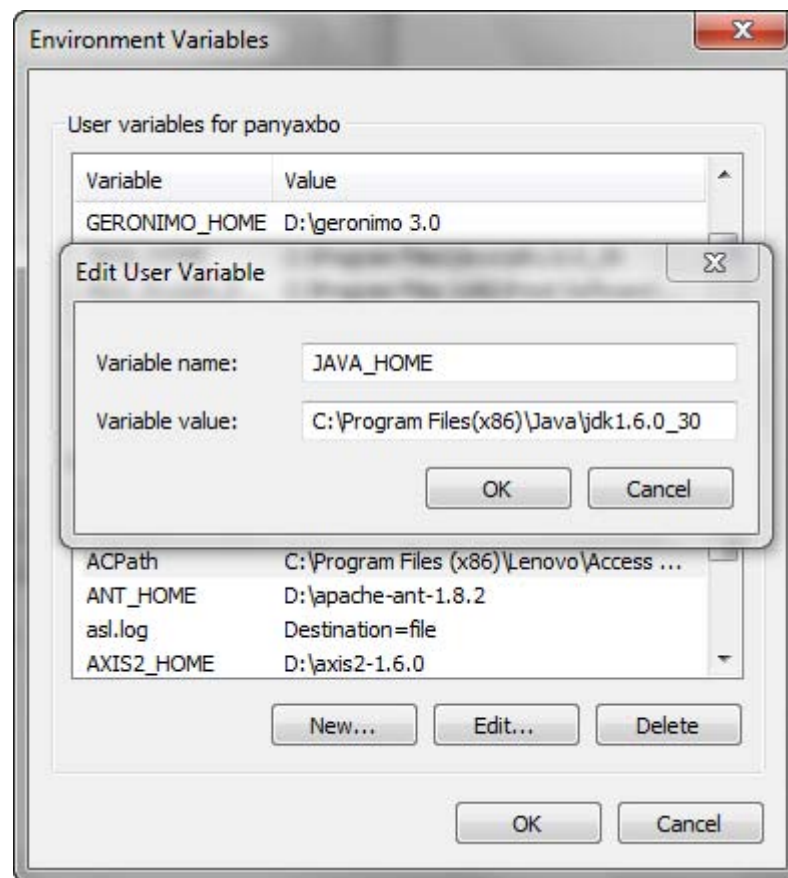 Environment Variables
User variables for panyaxbo
Variable Value
GERONIMO_HOME D:\geronimo 3.0
Edit User Variable
Variable name: JAVA_HOME
Variable value: C:\Program Files(x86)\Java\jdk1.6.0_30
OK Cancel
ACPath C:\Program Files (x86)\Lenovo\Access ...
ANT_HOME D:\apache-ant-1.8.2
asl.log Destination=file
AXIS2_HOME D:\axis2-1.6.0
New... Edit... Delete
OK Cancel